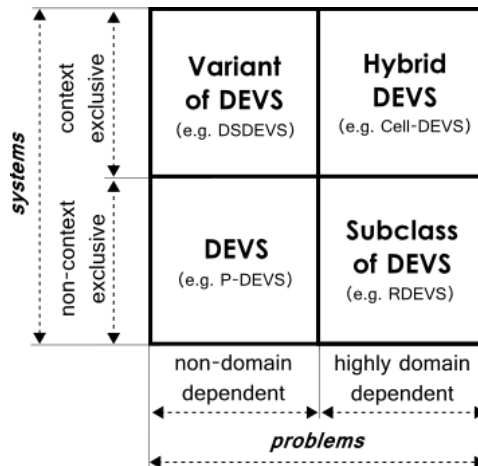 systems
context
exclusive
non-context
exclusive
Variant
of DEVS
(e.g. DSDEVS)
Hybrid
DEVS
(e.g. Cell-DEVS)
DEVS
(e.g. P-DEVS)
Subclass
of DEVS
(e.g. RDEVS)
non-domain
dependent
highly domain
dependent
problems